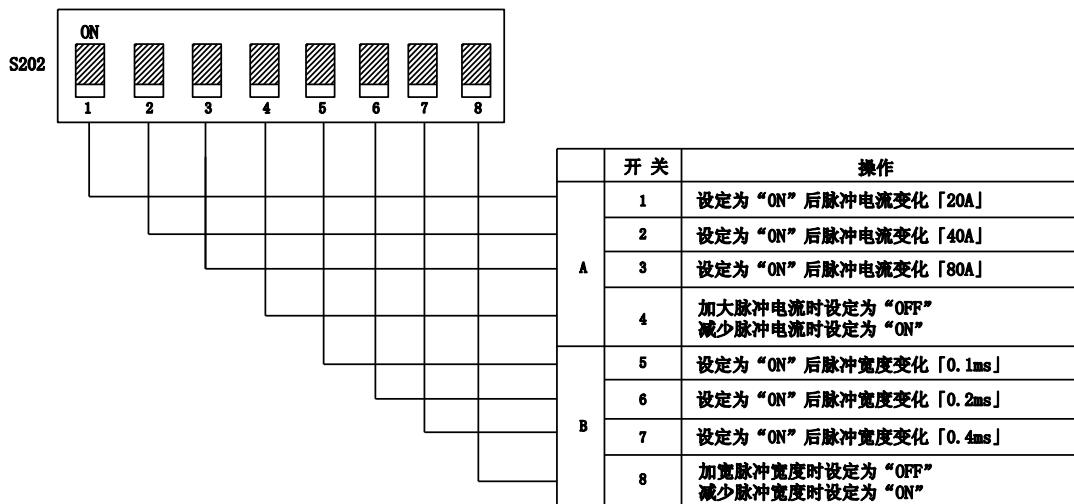 ON
S202
1 2 3 4 5 6 7 8
开 关 操作
A
1 设定为“ON”后脉冲电流变化「20A」
2 设定为“ON”后脉冲电流变化「40A」
3 设定为“ON”后脉冲电流变化「80A」
4 加大脉冲电流时设定为“OFF”
减少脉冲电流时设定为“ON”
B
5 设定为“ON”后脉冲宽度变化「0.1ms」
6 设定为“ON”后脉冲宽度变化「0.2ms」
7 设定为“ON”后脉冲宽度变化「0.4ms」
8 加宽脉冲宽度时设定为“OFF”
减少脉冲宽度时设定为“ON”